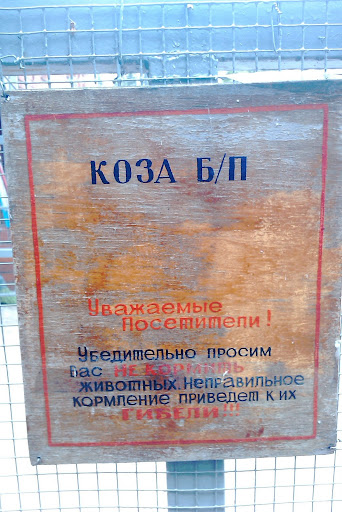 КОЗА Б/П
Уважаемые
Посетители!
Убедительно просим
вас НЕ КОРМИТЬ
животных. Неправильное
кормление приведет к их
ГИБЕЛИ!!!